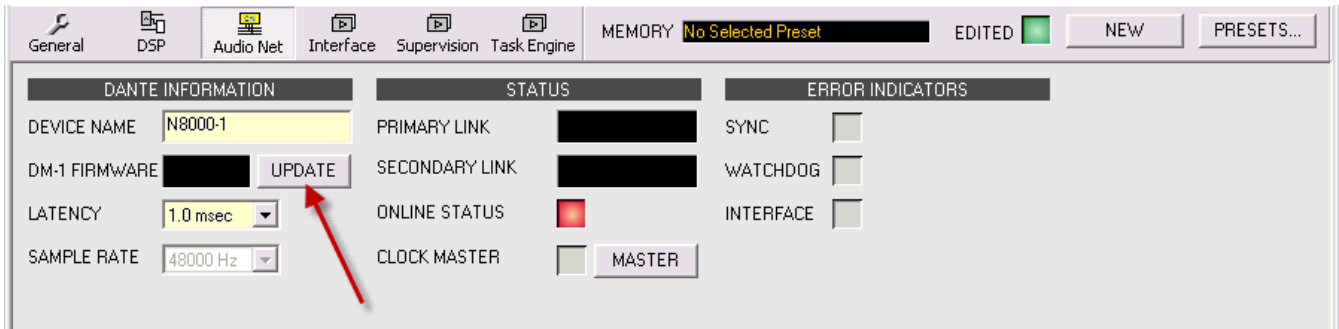 General DSP Audio Net Interface Supervision Task Engine MEMORY No Selected Preset EDITED NEW PRESETS...
DANTE INFORMATION STATUS ERROR INDICATORS
DEVICE NAME N8000-1 PRIMARY LINK SYNC
DM-1 FIRMWARE UPDATE SECONDARY LINK WATCHDOG
LATENCY 1.0 msec ONLINE STATUS INTERFACE
SAMPLE RATE 48000 Hz CLOCK MASTER MASTER